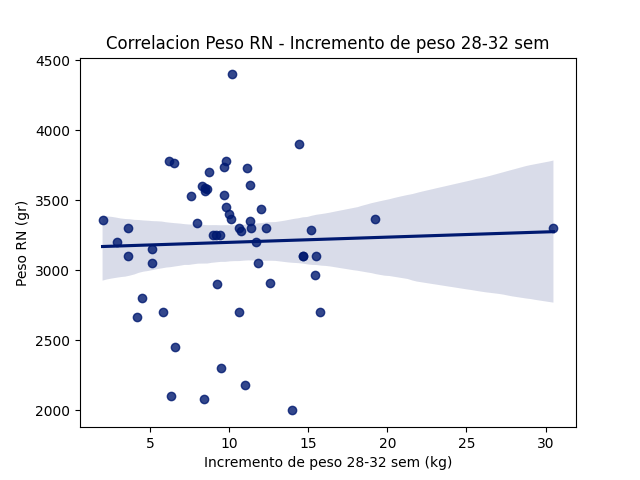 Correlacion Peso RN - Incremento de peso 28-32 sem
4500
4000
3500
3000
2500
2000
Peso RN (gr)
5 10 15 20 25 30
Incremento de peso 28-32 sem (kg)